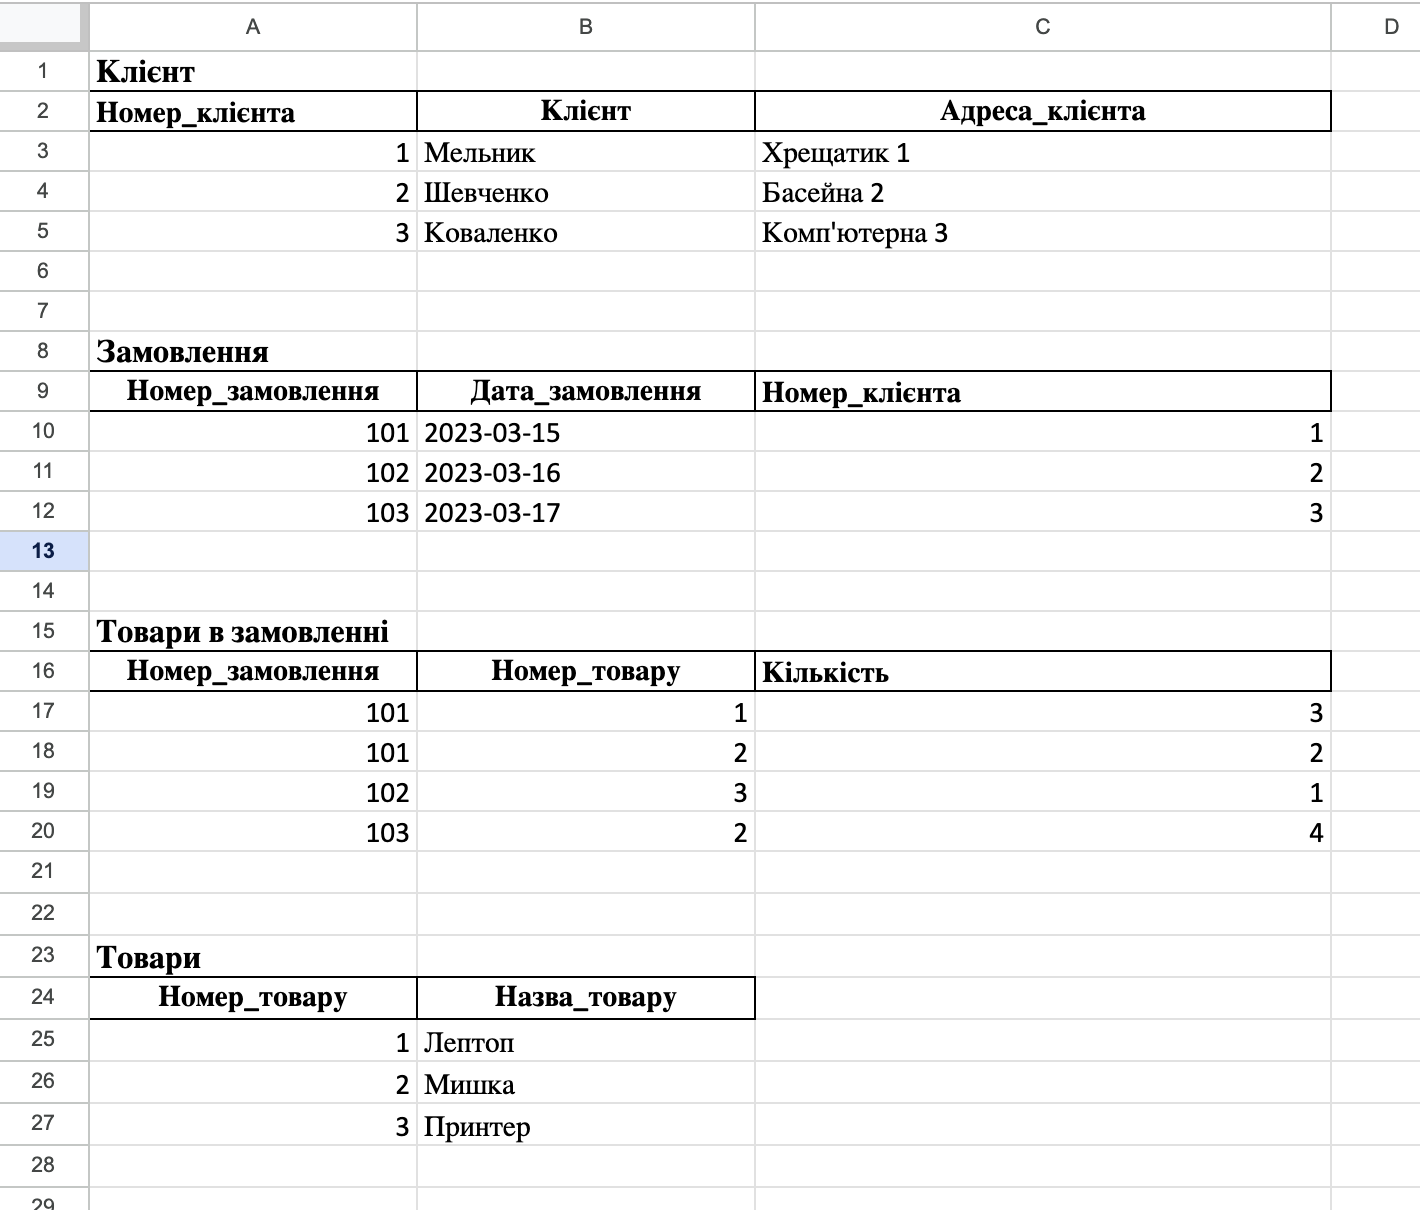 A B C D
1 Клієнт
2 Номер_клієнта Клієнт Адреса_клієнта
3 1 Мельник Хрещатик 1
4 2 Шевченко Басейна 2
5 3 Коваленко Комп'ютерна 3
6
7
8 Замовлення
9 Номер_замовлення Дата_замовлення Номер_клієнта
10 101 2023-03-15 1
11 102 2023-03-16 2
12 103 2023-03-17 3
13
14
15 Товари в замовленні
16 Номер_замовлення Номер_товару Кількість
17 101 1 3
18 101 2 2
19 102 3 1
20 103 2 4
21
22
23 Товари
24 Номер_товару Назва_товару
25 1 Лептоп
26 2 Мишка
27 3 Принтер
28
29